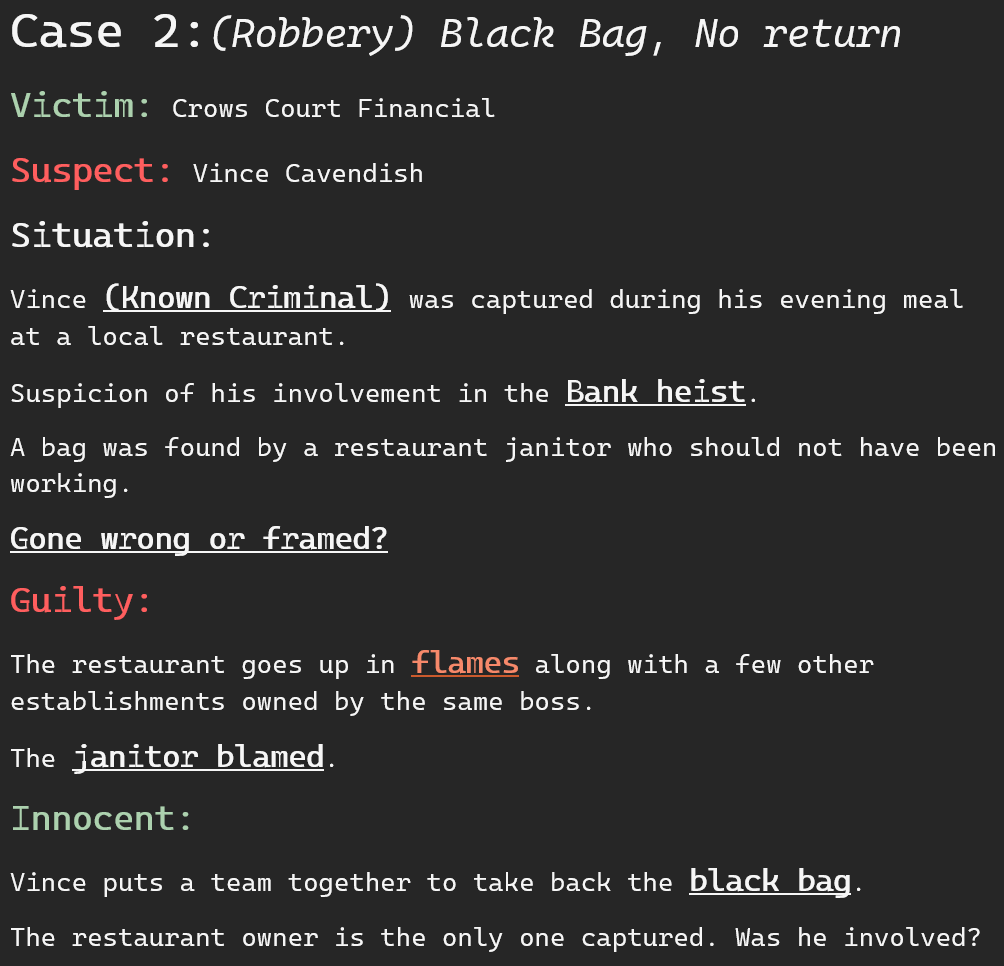 Case 2:(Robbery) Black Bag, No return
Victim: Crows Court Financial
Suspect: Vince Cavendish
Situation:
Vince (Known Criminal) was captured during his evening meal
at a local restaurant.
Suspicion of his involvement in the Bank heist.
A bag was found by a restaurant janitor who should not have been
working.
Gone wrong or framed?
Guilty:
The restaurant goes up in flames along with a few other
establishments owned by the same boss.
The janitor blamed.
Innocent:
Vince puts a team together to take back the black bag.
The restaurant owner is the only one captured. Was he involved?